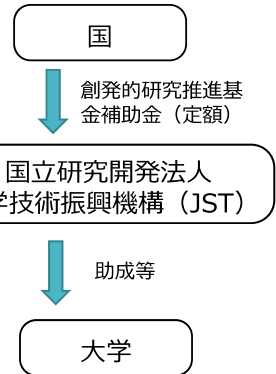 国
創発的研究推進基
金補助金（定額）
国立研究開発法人
学技術振興機構（JST）
助成等
大学